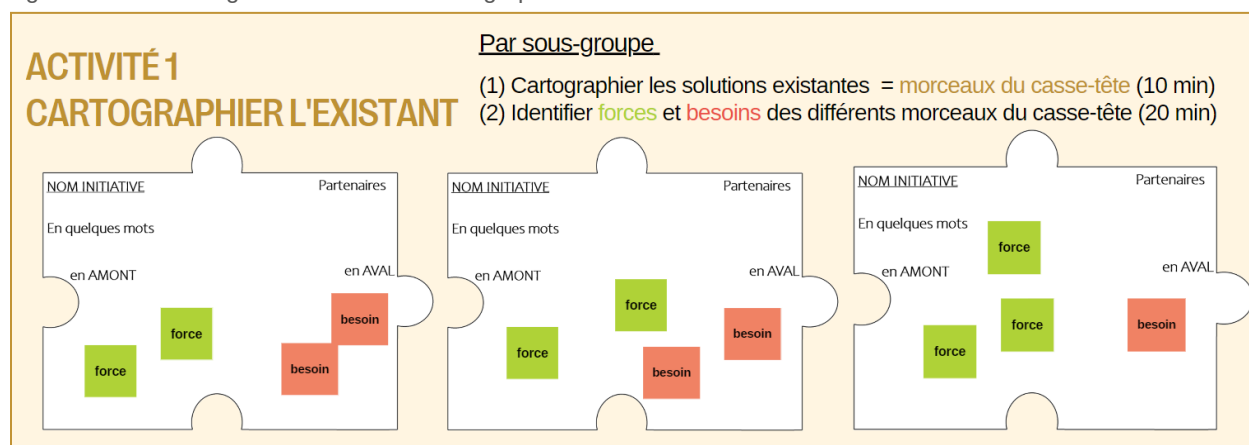 ACTIVITÉ 1
CARTOGRAPHIER L'EXISTANT
Par sous-groupe
(1) Cartographier les solutions existantes = morceaux du casse-tête (10 min)
(2) Identifier forces et besoins des différents morceaux du casse-tête (20 min)
NOM INITIATIVE Partenaires
En quelques mots
en AMONT en AVAL
force
force
besoin
besoin
NOM INITIATIVE Partenaires
En quelques mots
en AMONT en AVAL
force
force
besoin
besoin
NOM INITIATIVE Partenaires
En quelques mots
en AMONT en AVAL
force
force
force
besoin